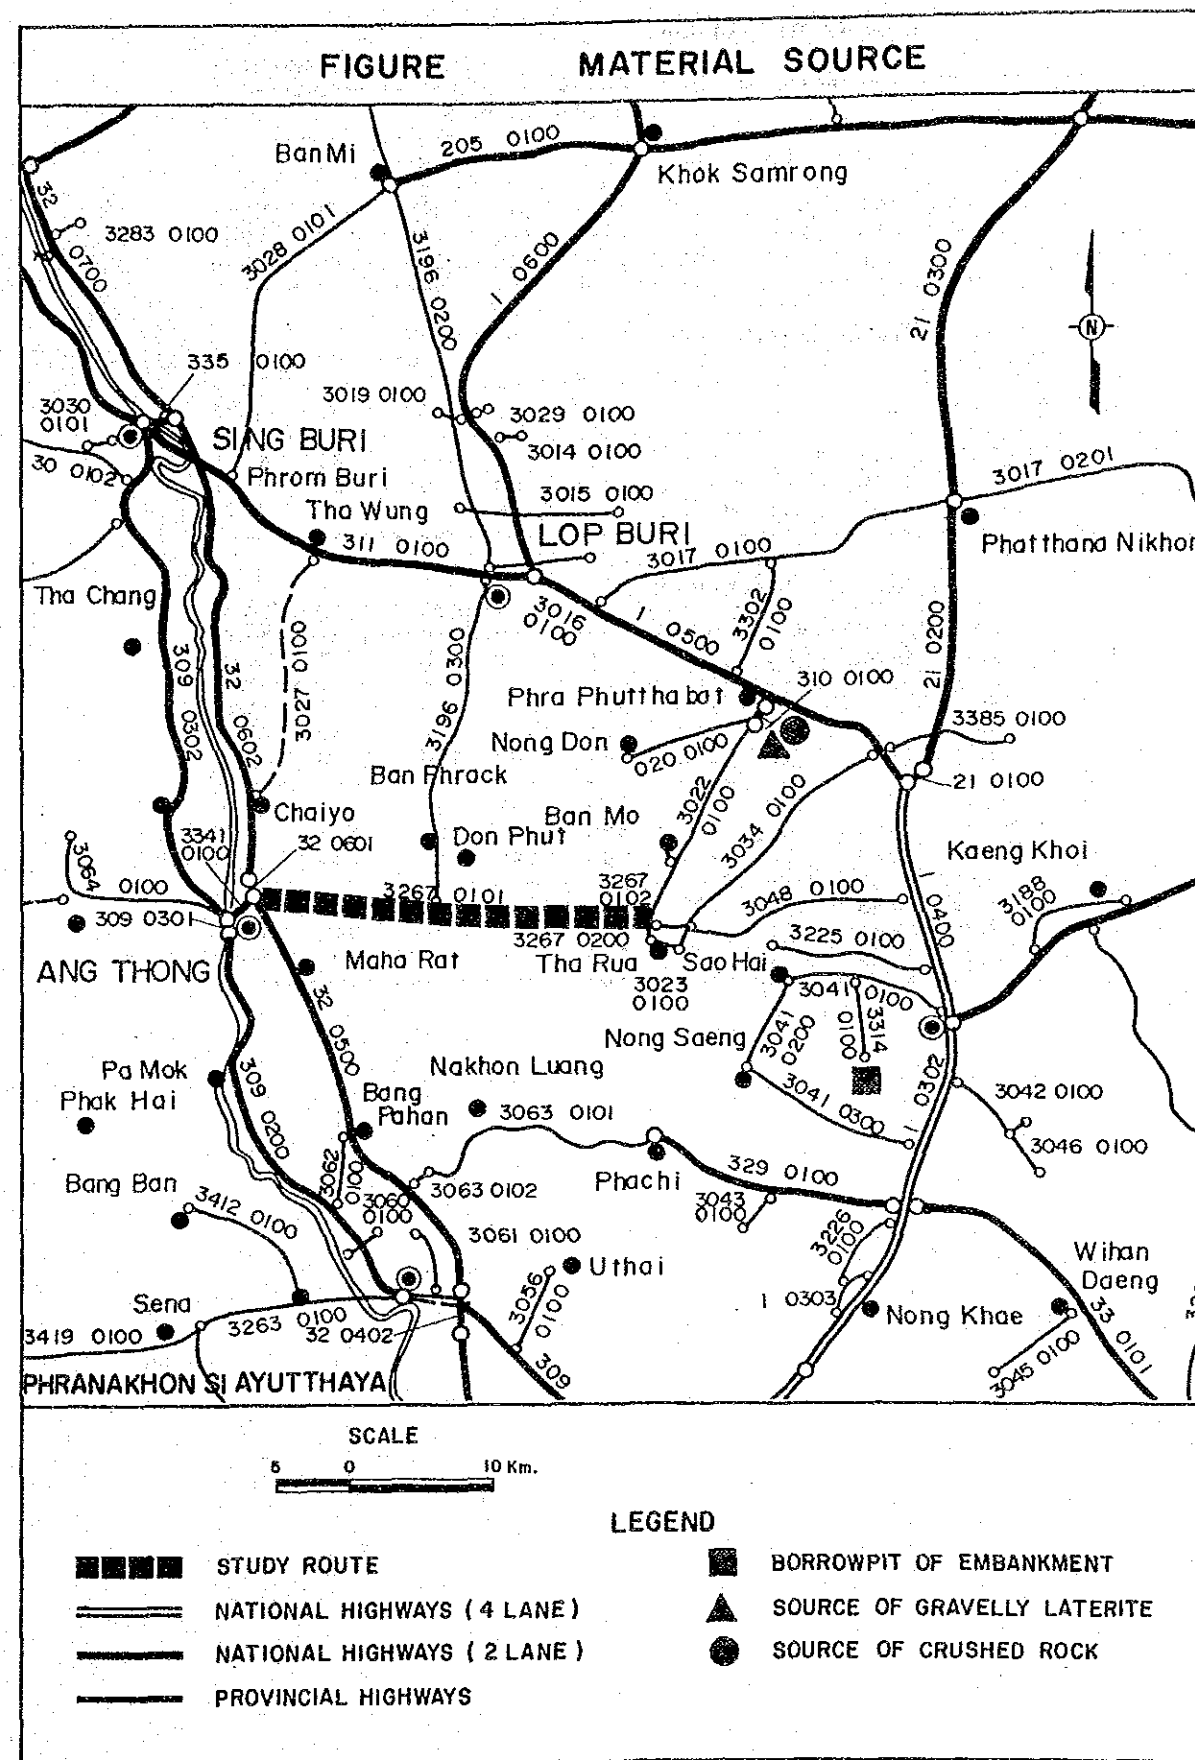 FIGURE MATERIAL SOURCE
Ban Mi
205 0100
Khok Samrong
32
0700
3283 0100
3028 0101
3196 0200
1 0600
21 0300
N
335 0100
3019 0100
3029 0100
3030
0101
SING BURI
3014 0100
30 0102
Phrom Buri
3015 0100
3017 0201
Tha Wung
LOP BURI
311 0100
3017 0100
Phatthana Nikhon
Tha Chang
3016
0100
1 0500
3302
0100
21 0200
309 0302
32 0602
3027 0100
3196 0300
Phra Phutthabat
310 0100
Nong Don
020 0100
3385 0100
Ban Phrack
21 0100
3022
0100
3034 0100
Chaiyo
Ban Mo
3341
0100
32 0601
Don Phut
Kaeng Khoi
3064
0100
3267 0101
3267
0102
3048 0100
3188
0100
309 0301
3267 0200
3225 0100
1 0400
ANG THONG
Maha Rat
Tha Rua
Sao Hai
3023
0100
3041 0100
32 0500
Nong Saeng
3041
0200
3314
0100
Pa Mok
Nakhon Luang
1 0302
Phak Hai
309 0200
Bang
Pahan
3063 0101
3041 0300
3042 0100
3046 0100
Bang Ban
3062
0100
Phachi
329 0100
3412 0100
3060
0100
3063 0102
3043
0100
3061 0100
3226
0100
Uthai
Wihan
Daeng
Sena
3056
0100
1 0303
Nong Khae
3419 0100
3263 0100
32 0402
309
3045 0100
33 0101
PHRANAKHON SI AYUTTHAYA
SCALE
5 0 10 Km.
LEGEND
STUDY ROUTE
BORROWPIT OF EMBANKMENT
NATIONAL HIGHWAYS ( 4 LANE )
SOURCE OF GRAVELLY LATERITE
NATIONAL HIGHWAYS ( 2 LANE )
SOURCE OF CRUSHED ROCK
PROVINCIAL HIGHWAYS